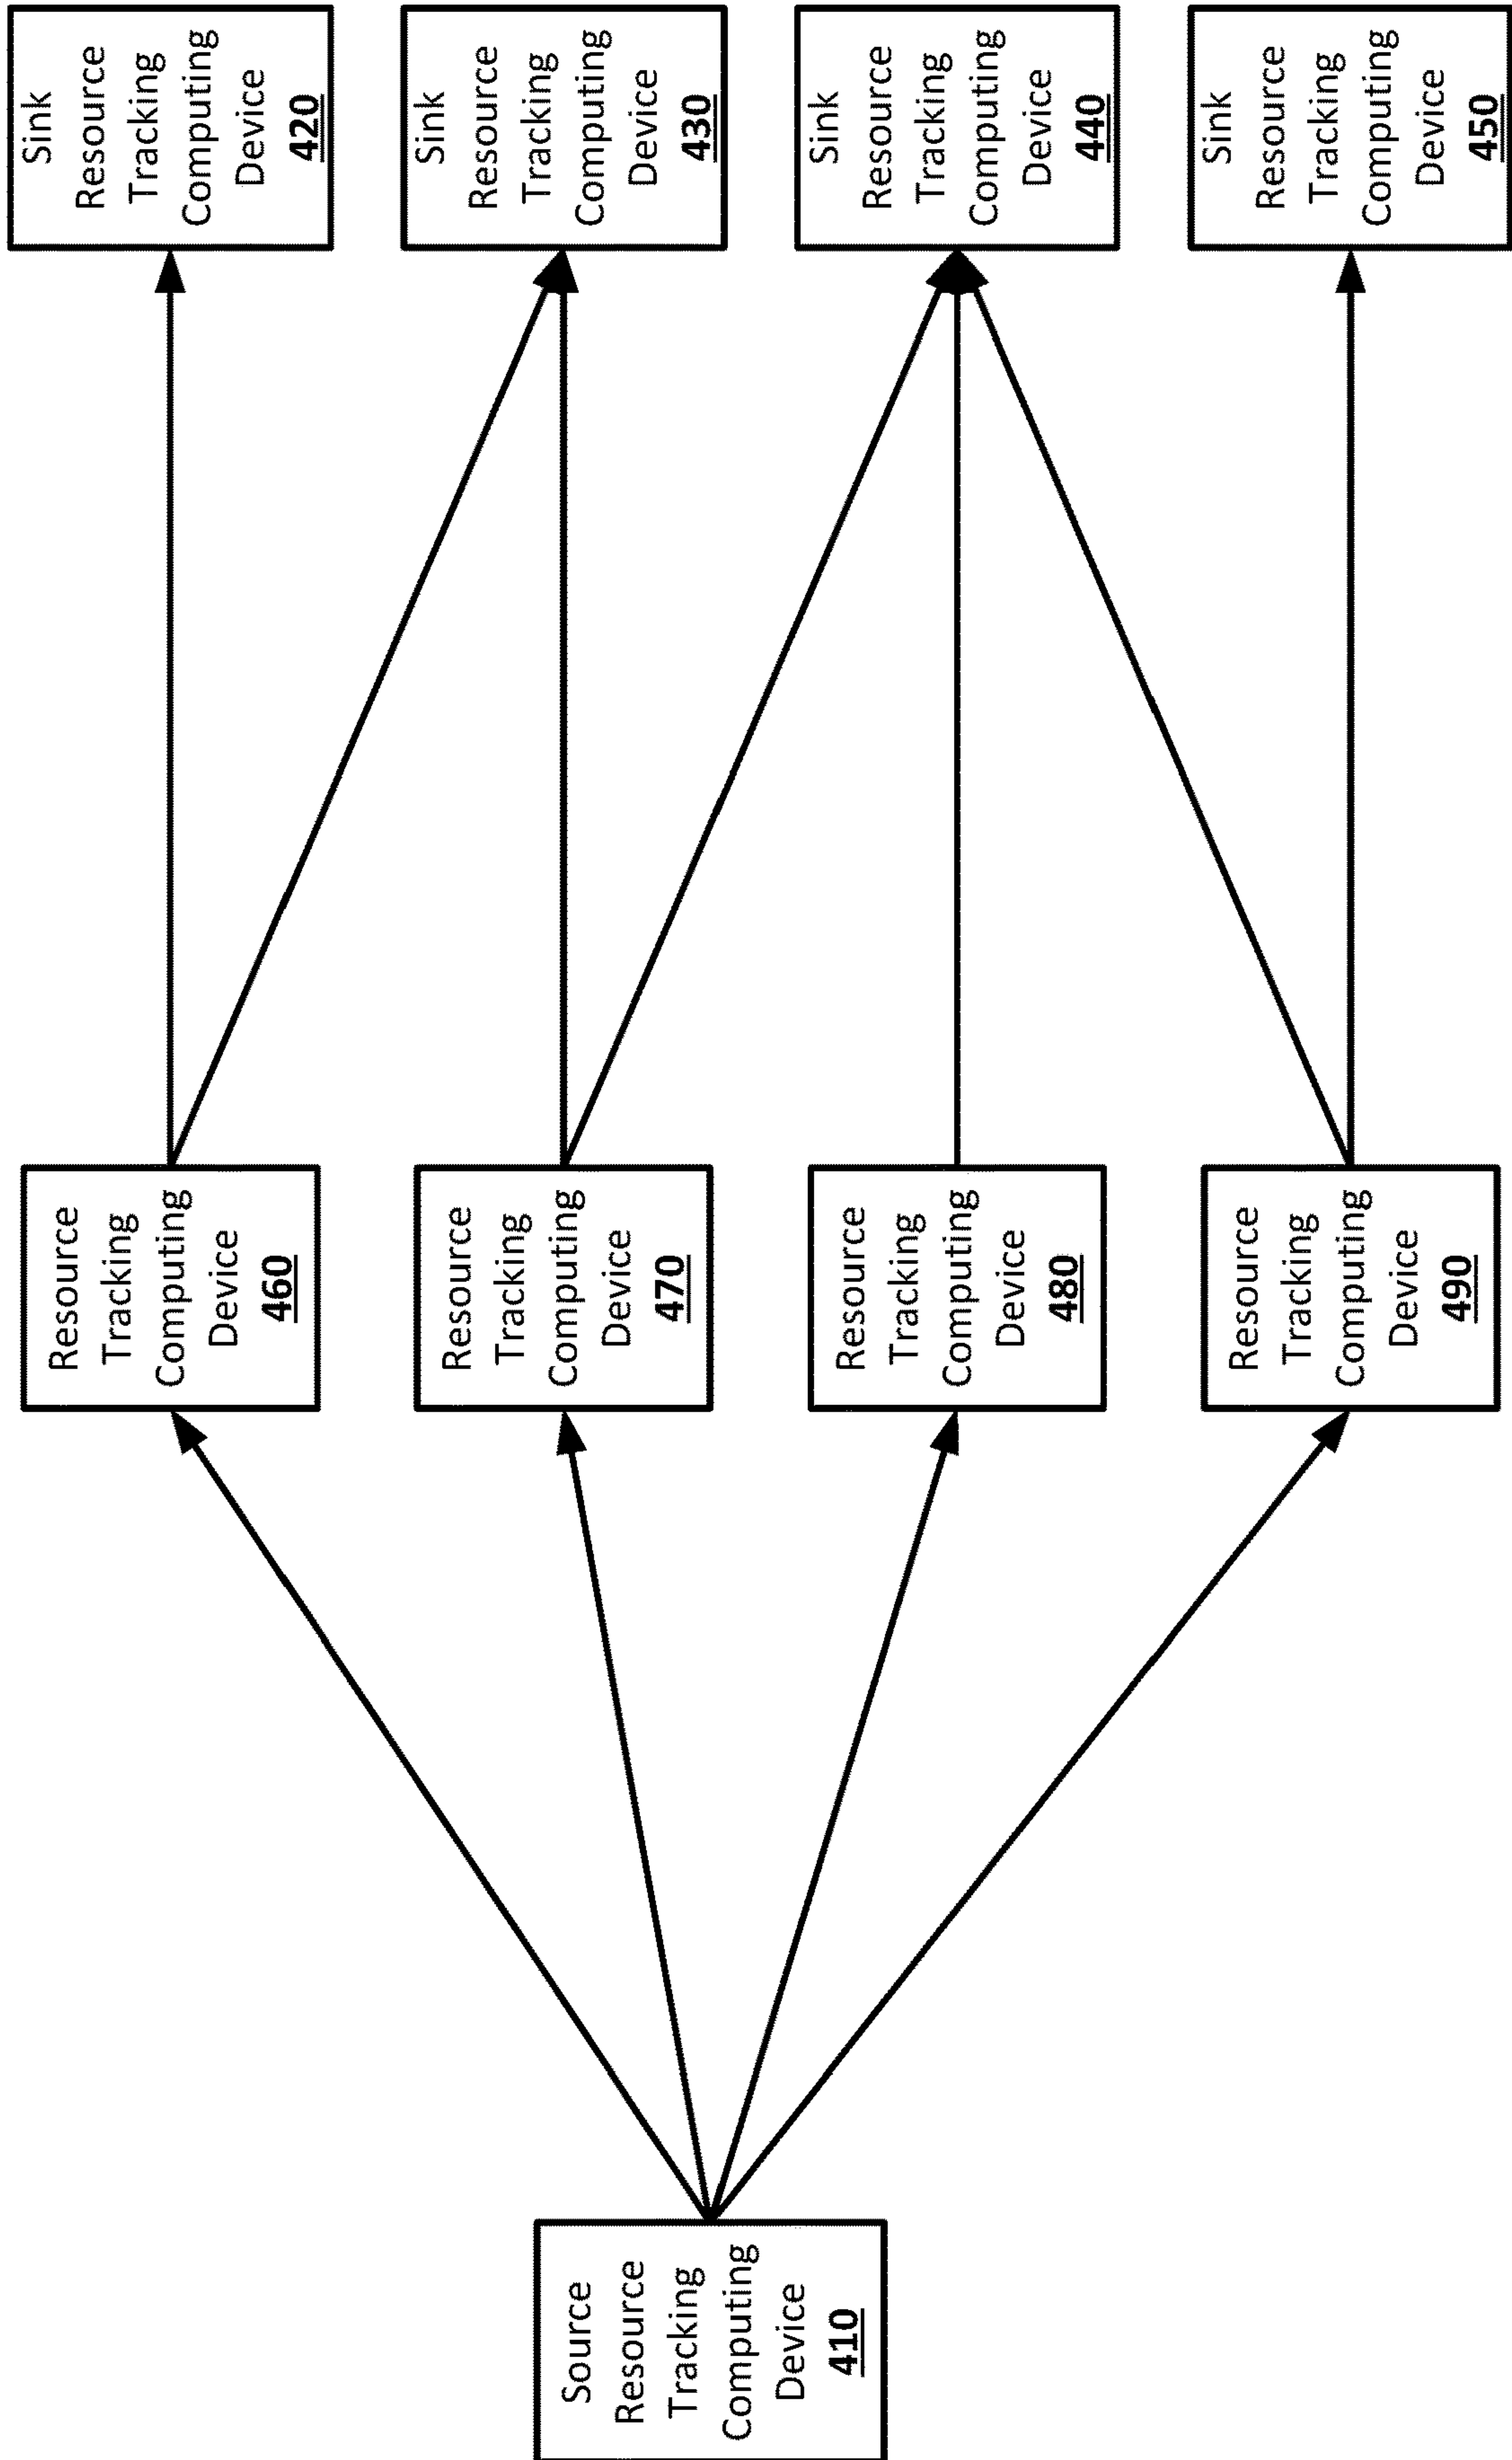 Source
Resource
Tracking
Computing
Device
410
Resource
Tracking
Computing
Device
460
Resource
Tracking
Computing
Device
470
Resource
Tracking
Computing
Device
480
Resource
Tracking
Computing
Device
490
Sink
Resource
Tracking
Computing
Device
420
Sink
Resource
Tracking
Computing
Device
430
Sink
Resource
Tracking
Computing
Device
440
Sink
Resource
Tracking
Computing
Device
450